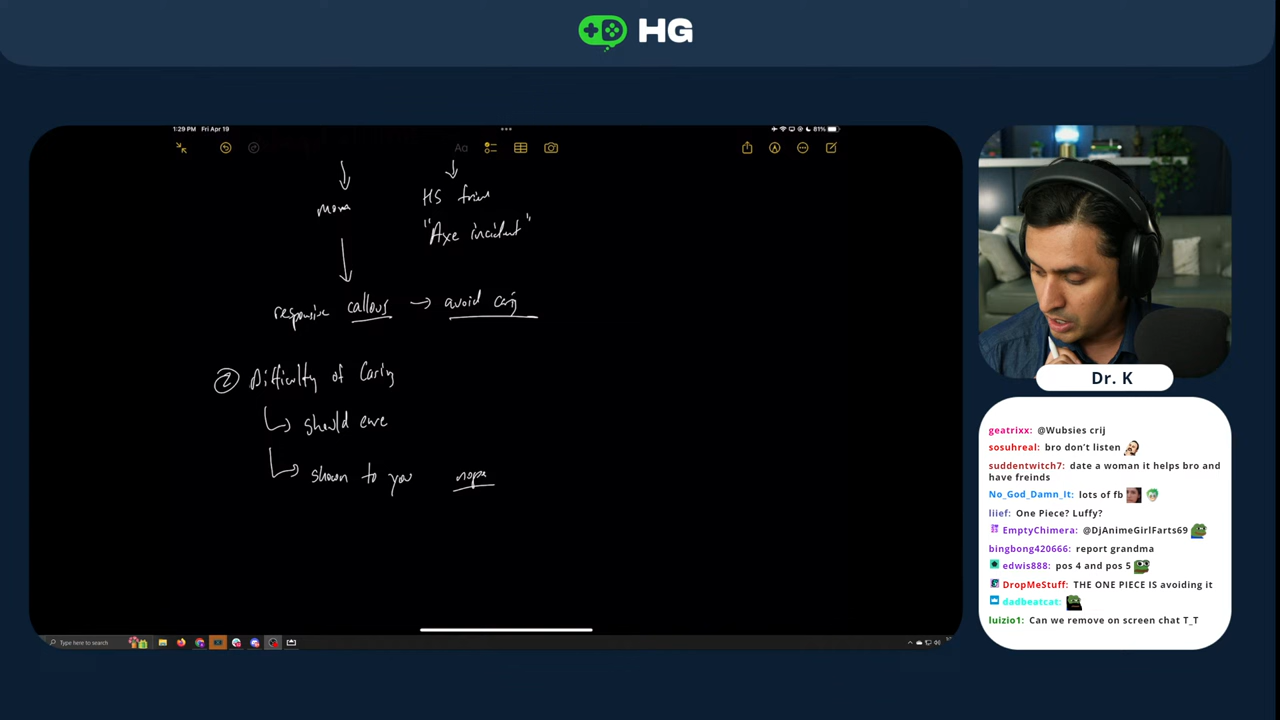 HG
1:29 PM Fri Apr 19
81%
Aa
mom
HS frien
"Axe incident"
responsive callous → avoid carig
② Difficulty of Caring
should care
shown to you nope
Type here to search
Dr. K
geatrixx: @Wubsies crij
sosuhreal: bro don't listen
suddentwitch7: date a woman it helps bro and
have freinds
No_God_Damn_It: lots of fb
liief: One Piece? Luffy?
EmptyChimera: @DjAnimeGirlFarts69
bingbong420666: report grandma
edwis888: pos 4 and pos 5
DropMeStuff: THE ONE PIECE IS avoiding it
dadbeatcat:
luizio1: Can we remove on screen chat T_T